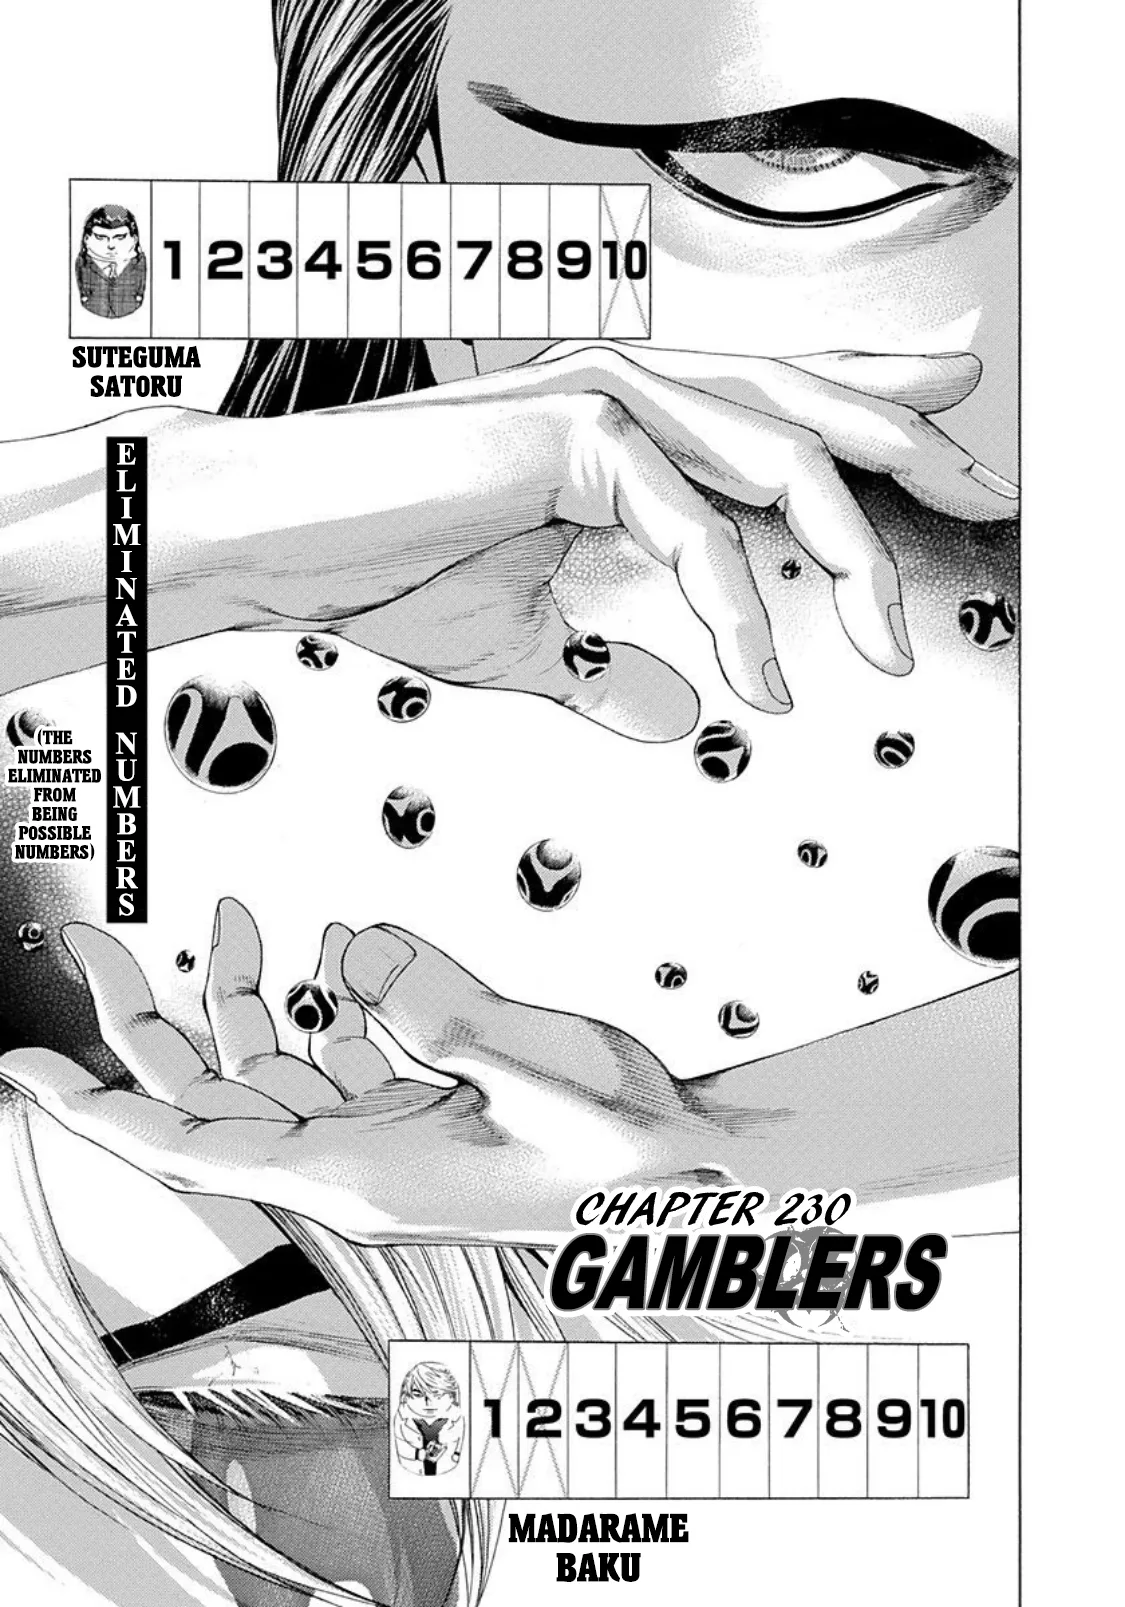 1 2 3 4 5 6 7 8 9 10
SUTEGUMA
SATORU
ELIMINATED NUMBERS
(THE
NUMBERS
ELIMINATED
FROM
BEING
POSSIBLE
NUMBERS)
CHAPTER 230
GAMBLERS
1 2 3 4 5 6 7 8 9 10
MADARAME
BAKU